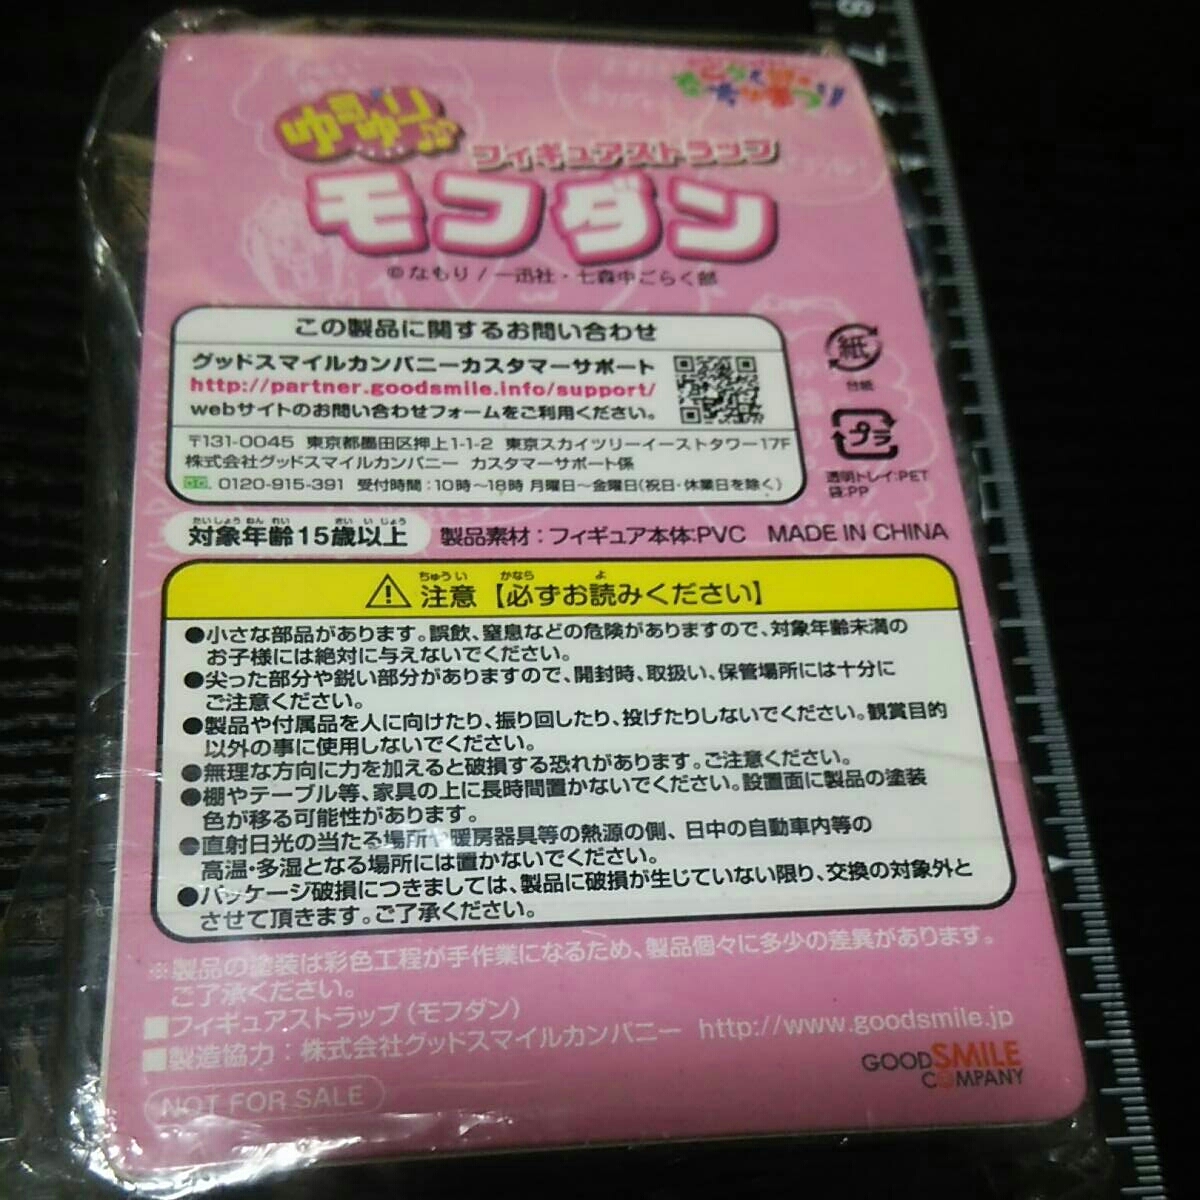 ゆるゆり♪♪
フィギュアストラップ
モフダン
©なもり/一迅社・七森中ごらく部
この製品に関するお問い合わせ
グッドスマイルカンパニーカスタマーサポート
http://partner.goodsmile.info/support/
webサイトのお問い合わせフォームをご利用ください。
〒131-0045 東京都墨田区押上1-1-2 東京スカイツリーイーストタワー17F
株式会社グッドスマイルカンパニー カスタマーサポート係
0120-915-391 受付時間:10時〜18時 月曜日〜金曜日(祝日・休業日を除く)
紙
台紙
プラ
透明トレイ:PET
袋:PP
たいしょうねんれい さいいじょう
対象年齢15歳以上
製品素材:フィギュア本体:PVC MADE IN CHINA
ちゅうい かなら よ
注意【必ずお読みください】
●小さな部品があります。誤飲、窒息などの危険がありますので、対象年齢未満の
お子様には絶対に与えないでください。
●尖った部分や鋭い部分がありますので、開封時、取扱い、保管場所には十分に
ご注意ください。
●製品や付属品を人に向けたり、振り回したり、投げたりしないでください。観賞目的
以外の事に使用しないでください。
●無理な方向に力を加えると破損する恐れがあります。ご注意ください。
●棚やテーブル等、家具の上に長時間置かないでください。設置面に製品の塗装
色が移る可能性があります。
●直射日光の当たる場所や暖房器具等の熱源の側、日中の自動車内等の
高温・多湿となる場所には置かないでください。
●パッケージ破損につきましては、製品に破損が生じていない限り、交換の対象外と
させて頂きます。ご了承ください。
※製品の塗装は彩色工程が手作業になるため、製品個々に多少の差異があります。
ご了承ください。
■フィギュアストラップ(モフダン)
■製造協力:株式会社グッドスマイルカンパニー http://www.goodsmile.jp
GOODSMILE
COMPANY
NOT FOR SALE
8
7